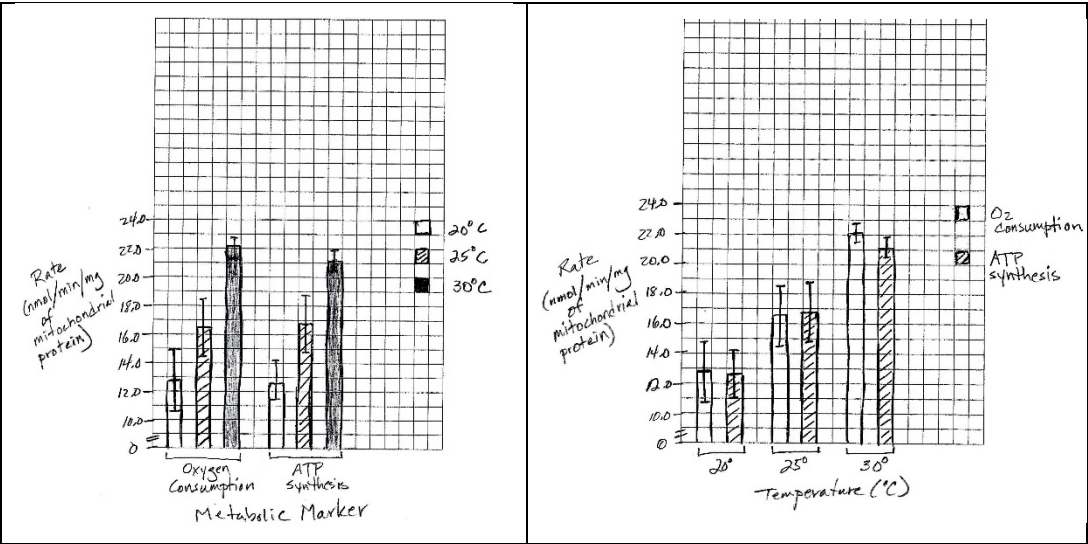 24.0
22.0
20.0
18.0
16.0
14.0
12.0
10.0
0
Rate
(nmol/min/mg
of
mitochondrial
protein)
20°C
25°C
30°C
Oxygen
Consumption
ATP
Synthesis
Metabolic Marker
24.0
22.0
20.0
18.0
16.0
14.0
12.0
10.0
0
Rate
(nmol/min/mg
of
mitochondrial
protein)
O2
Consumption
ATP
synthesis
20°
25°
30°
Temperature (°C)